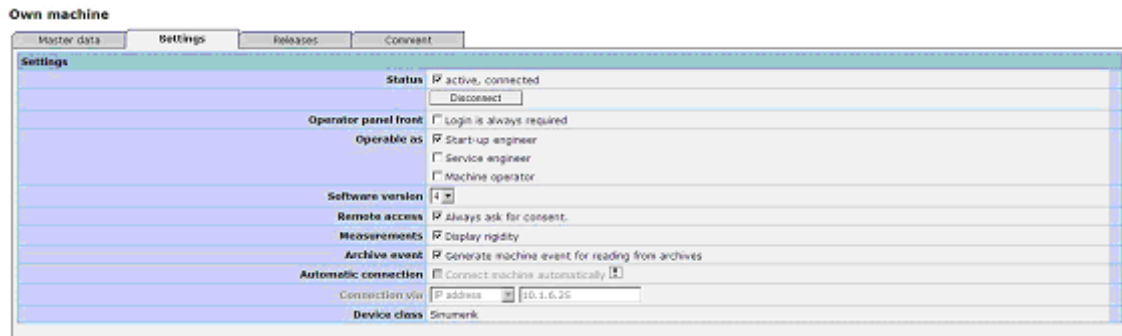 Own machine
Master data Settings Releases Comment
Settings
Status active, connected
Disconnect
Operator panel front Login is always required
Operable as Start-up engineer
Service engineer
Machine operator
Software version 4
Remote access Always ask for consent.
Measurements Display rigidity
Archive event Generate machine event for reading from archives
Automatic connection Connect machine automatically
Connection via IP address 10.1.6.25
Device class Sinumerik